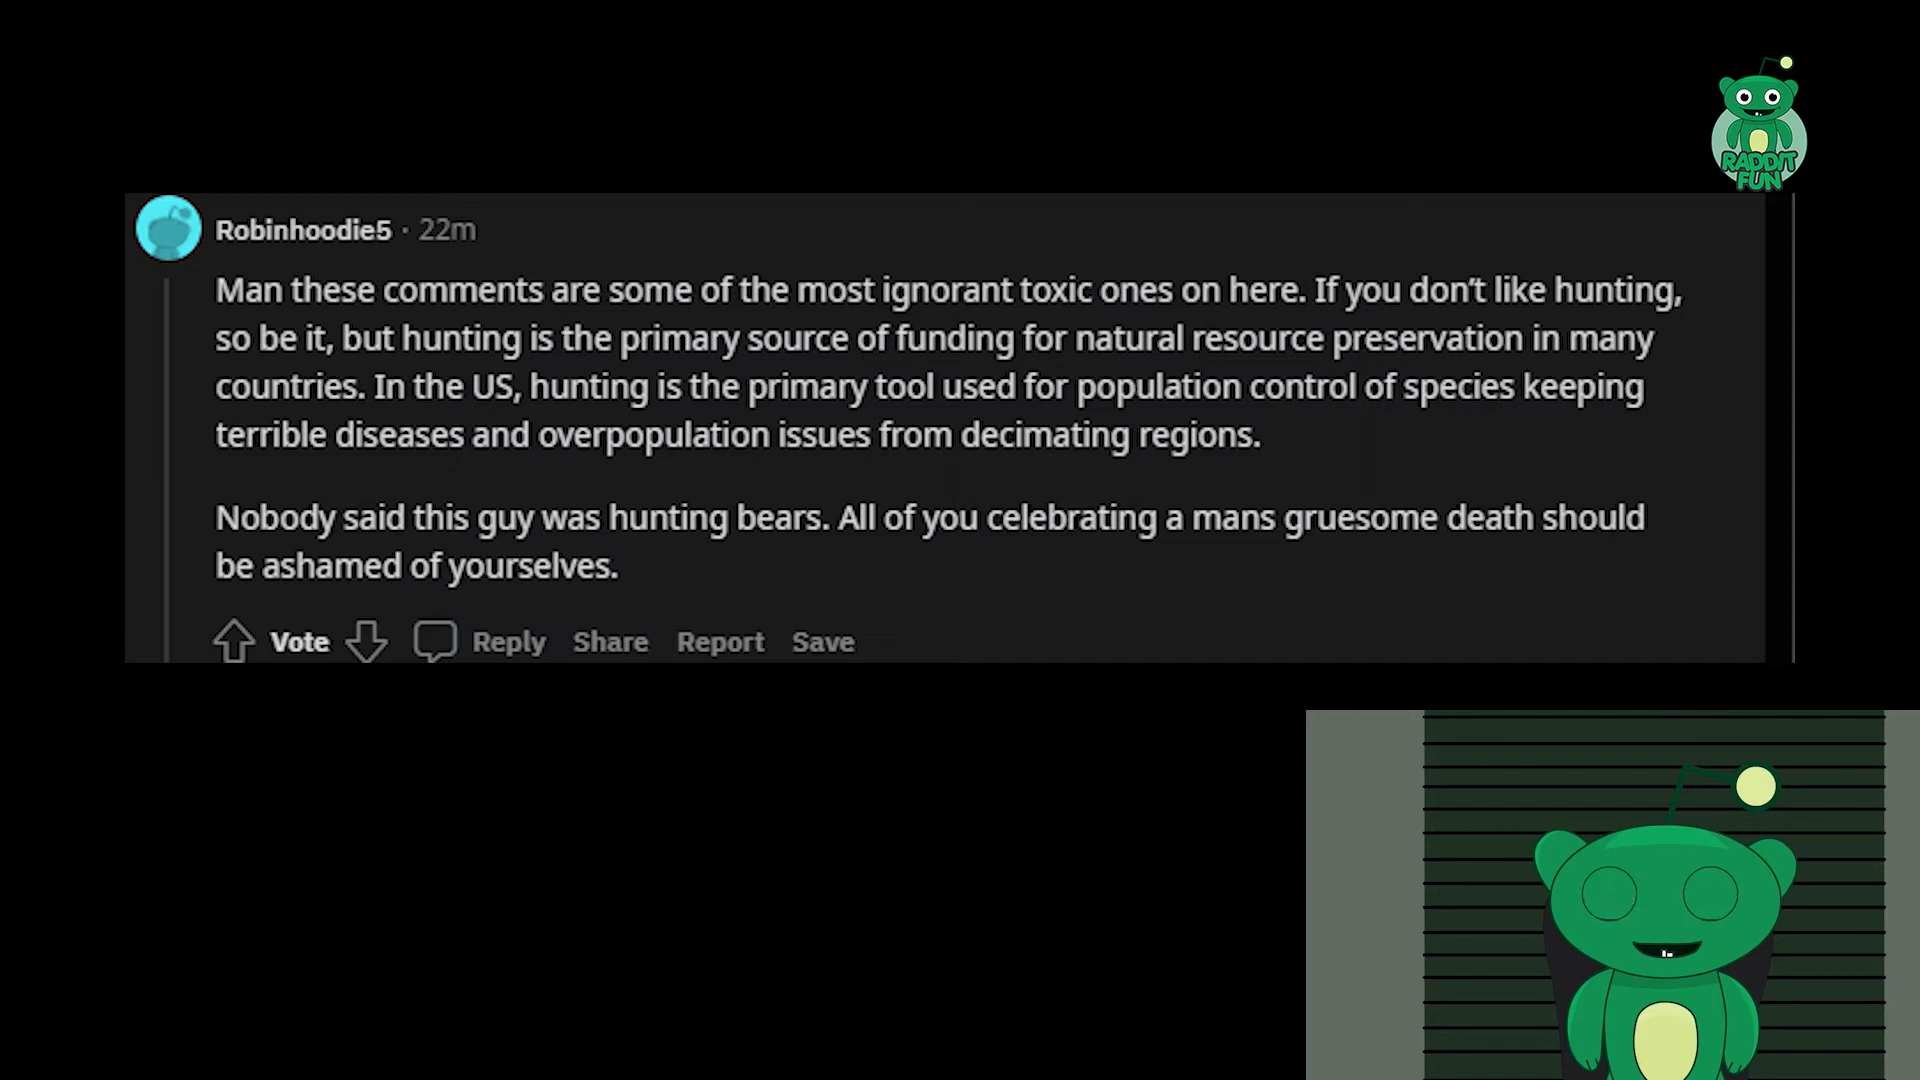 RADDIT
FUN
Robinhoodie5 · 22m
Man these comments are some of the most ignorant toxic ones on here. If you don't like hunting,
so be it, but hunting is the primary source of funding for natural resource preservation in many
countries. In the US, hunting is the primary tool used for population control of species keeping
terrible diseases and overpopulation issues from decimating regions.
Nobody said this guy was hunting bears. All of you celebrating a mans gruesome death should
be ashamed of yourselves.
Vote Reply Share Report Save